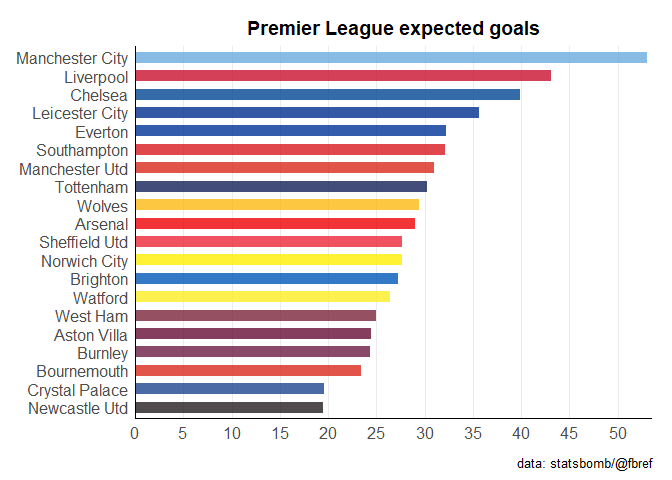 Premier League expected goals
Manchester City
Liverpool
Chelsea
Leicester City
Everton
Southampton
Manchester Utd
Tottenham
Wolves
Arsenal
Sheffield Utd
Norwich City
Brighton
Watford
West Ham
Aston Villa
Burnley
Bournemouth
Crystal Palace
Newcastle Utd
0 5 10 15 20 25 30 35 40 45 50
data: statsbomb/@fbref